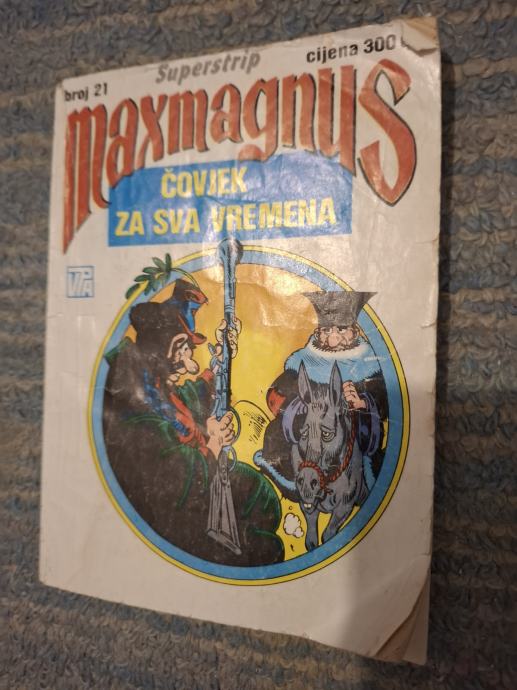 Superstrip
broj 21
cijena 300
maxmagnus
ČOVJEK
ZA SVA VREMENA
VPA